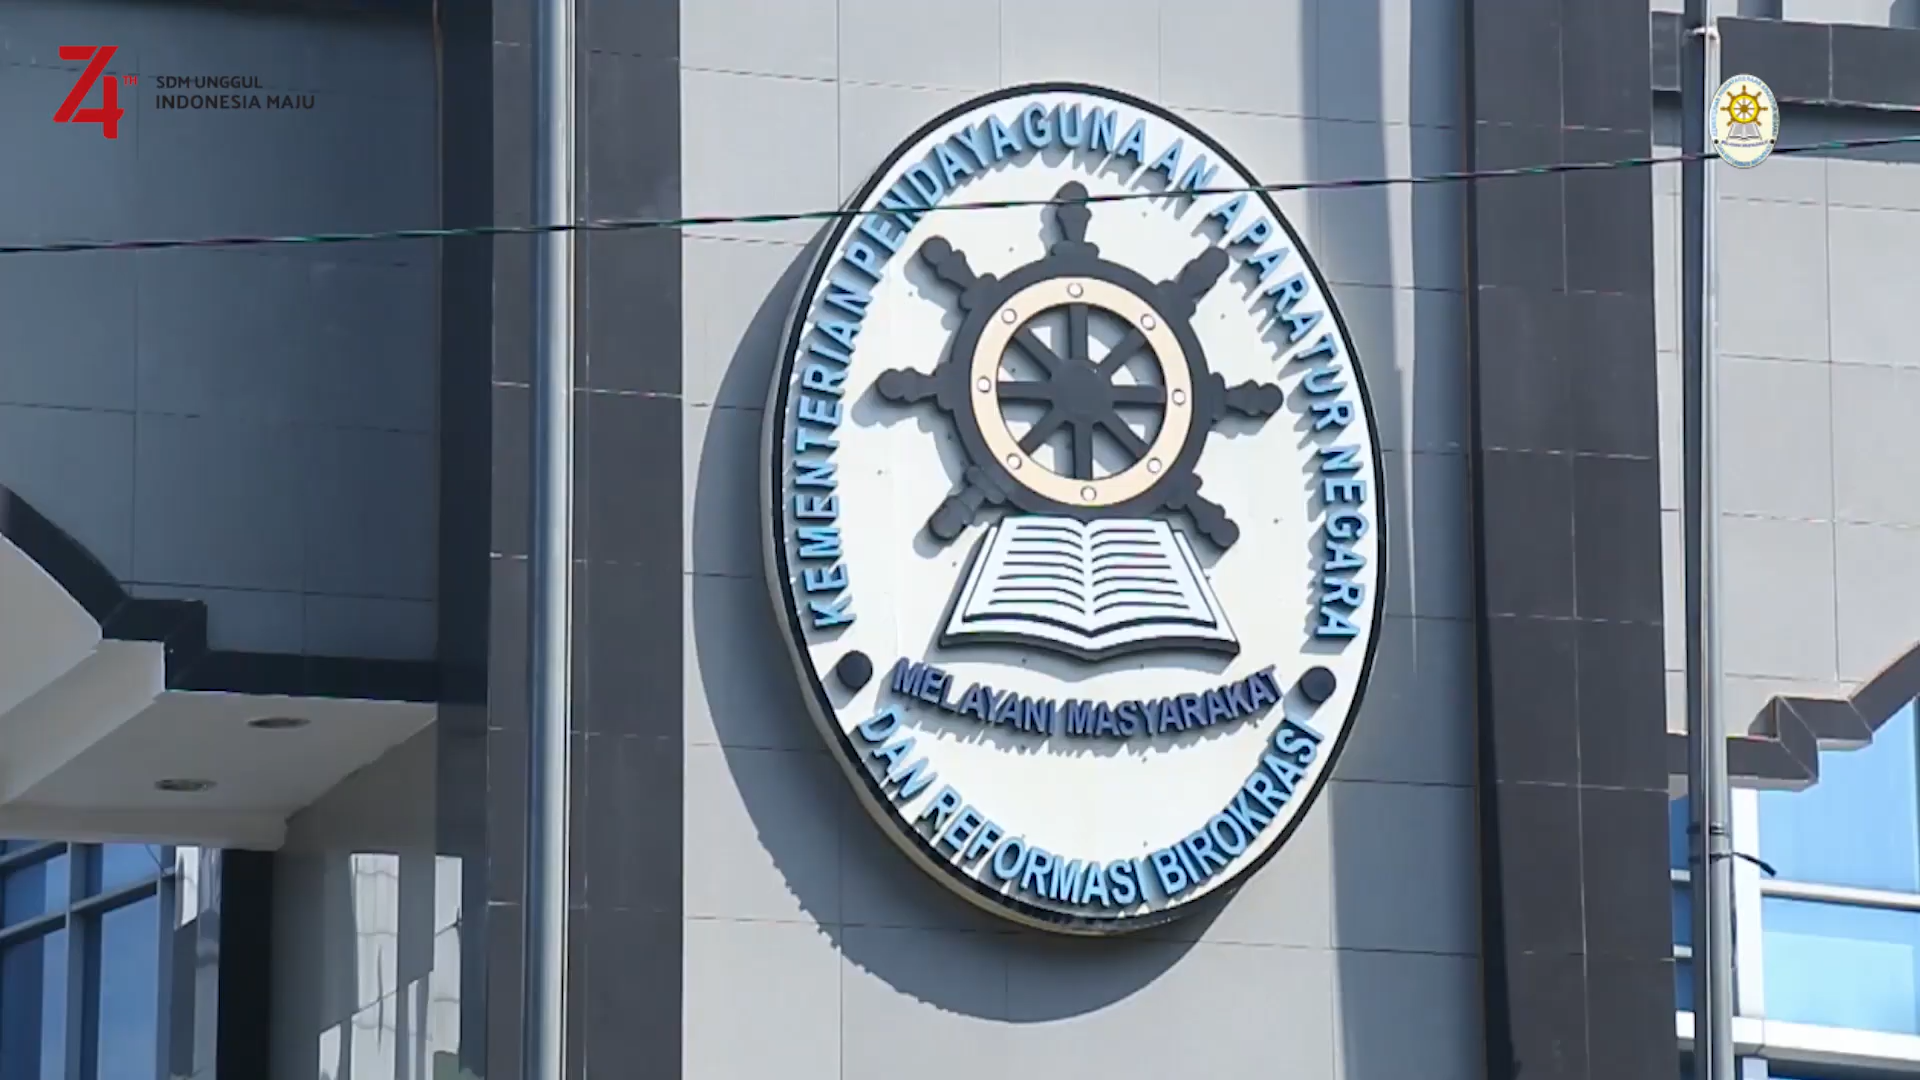 74TH
SDM UNGGUL
INDONESIA MAJU
KEMENTERIAN PENDAYAGUNAAN APARATUR NEGARA
MELAYANI MASYARAKAT
DAN REFORMASI BIROKRASI